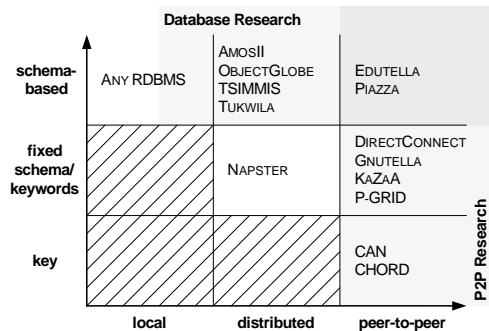 Database Research
schema-
based
ANY RDBMS
AMOSII
OBJECTGLOBE
TSIMMIS
TUKWILA
EDUTELLA
PIAZZA
fixed
schema/
keywords
NAPSTER
DIRECTCONNECT
GNUTELLA
KAZAA
P-GRID
key
CAN
CHORD
P2P Research
local
distributed
peer-to-peer